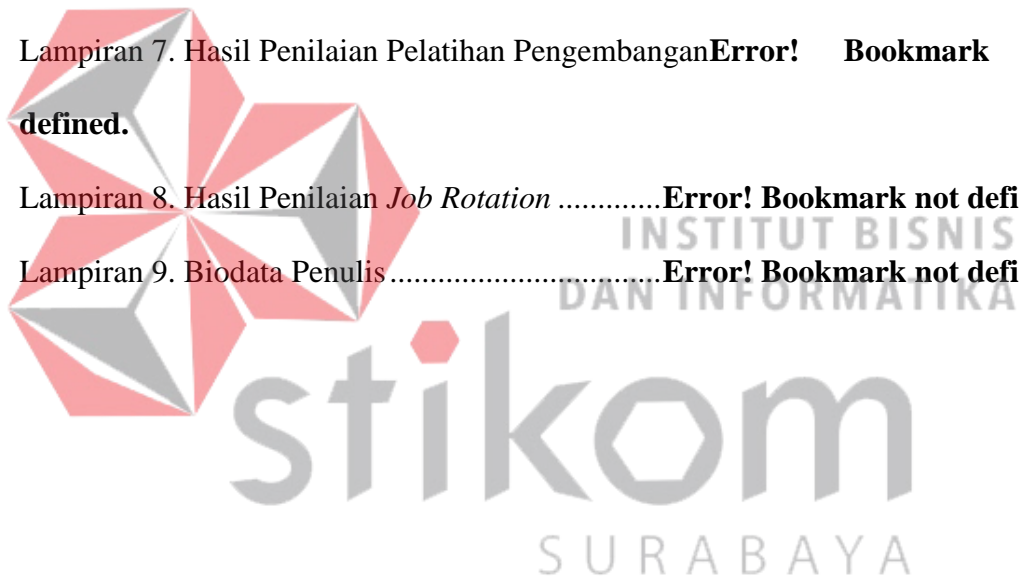 Lampiran 7. Hasil Penilaian Pelatihan PengembanganError! Bookmark
defined.
Lampiran 8. Hasil Penilaian Job Rotation .............Error! Bookmark not defi
INSTITUT BISNIS
Lampiran 9. Biodata Penulis..................................Error! Bookmark not defi
DAN INFORMATIKA
stikom
SURABAYA